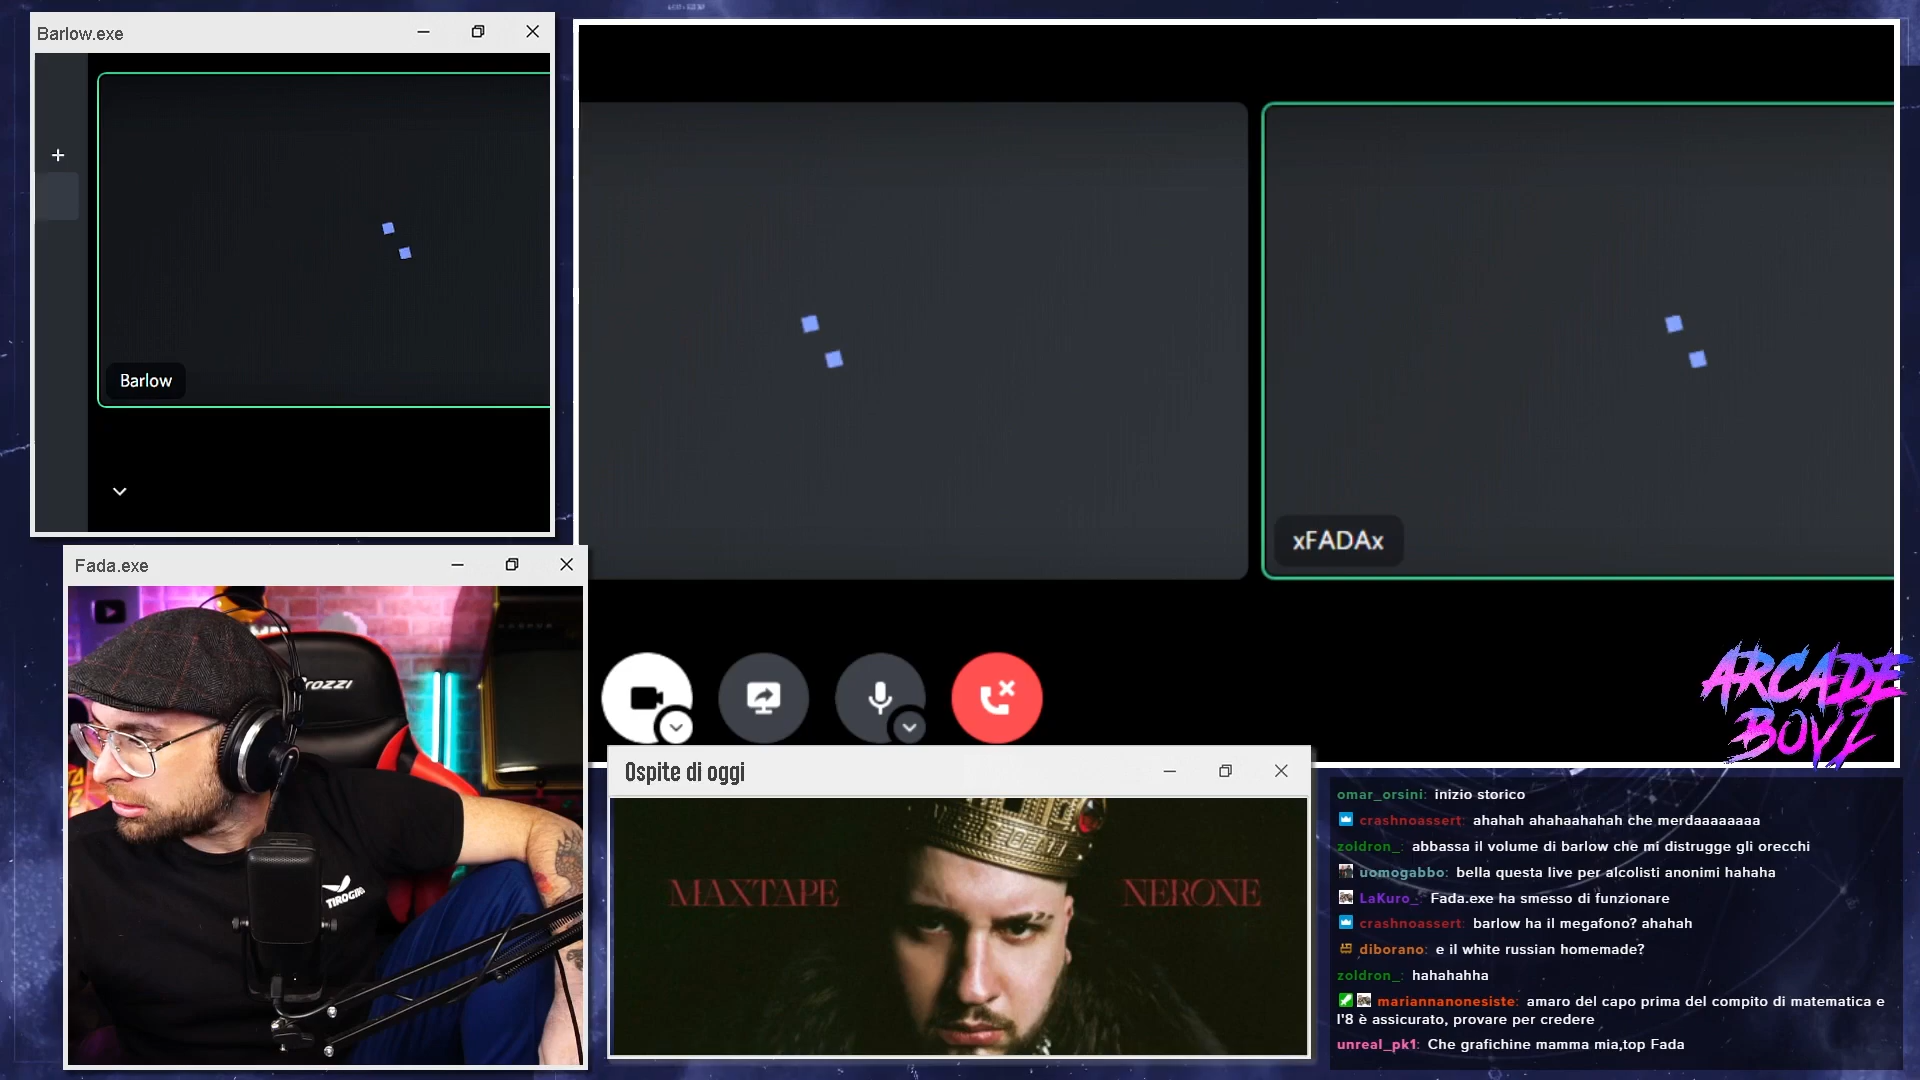 Barlow.exe
Barlow
Fada.exe
rozzi
TIROGIRO
xFADAx
ARCADE
BOYZ
Ospite di oggi
MAXTAPE
NERONE
omar_orsini: inizio storico
crashnoassert: ahahah ahahaahahah che merdaaaaaaaa
zoldron_: abbassa il volume di barlow che mi distrugge gli orecchi
uomogabbo: bella questa live per alcolisti anonimi hahaha
LaKuro_: Fada.exe ha smesso di funzionare
crashnoassert: barlow ha il megafono? ahahah
diborano: e il white russian homemade?
zoldron_: hahahahha
mariannanonesiste: amaro del capo prima del compito di matematica e
l'8 è assicurato, provare per credere
unreal_pk1: Che grafichine mamma mia,top Fada